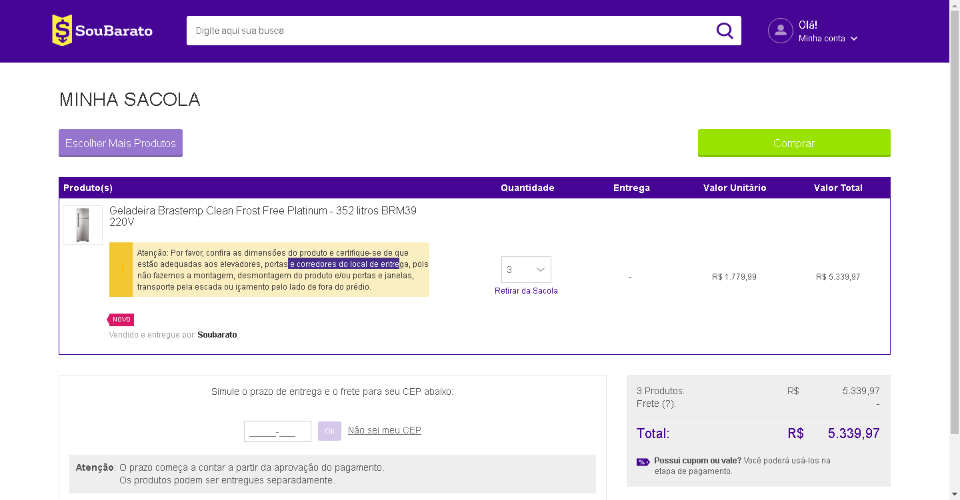 SouBarato
Digite aqui sua busca
Olá!
Minha conta
MINHA SACOLA
Escolher Mais Produtos
Comprar
Produto(s) Quantidade Entrega Valor Unitário Valor Total
Geladeira Brastemp Clean Frost Free Platinum - 352 litros BRM39
220V
Atenção: Por favor, confira as dimensões do produto e certifique-se de que
estão adequadas aos elevadores, portas e corredores do local de entrega, pois
não fazemos a montagem, desmontagem do produto e/ou portas e janelas,
transporte pela escada ou içamento pelo lado de fora do prédio.
3
Retirar da Sacola
- R$ 1.779,99 R$ 5.339,97
NOVO
Vendido e entregue por: Soubarato
Simule o prazo de entrega e o frete para seu CEP abaixo:
_____-___ Ok Não sei meu CEP
Atenção: O prazo começa a contar a partir da aprovação do pagamento.
Os produtos podem ser entregues separadamente.
3 Produtos: R$ 5.339,97
Frete (?): -
Total: R$ 5.339,97
% Possui cupom ou vale? Você poderá usá-los na
etapa de pagamento.